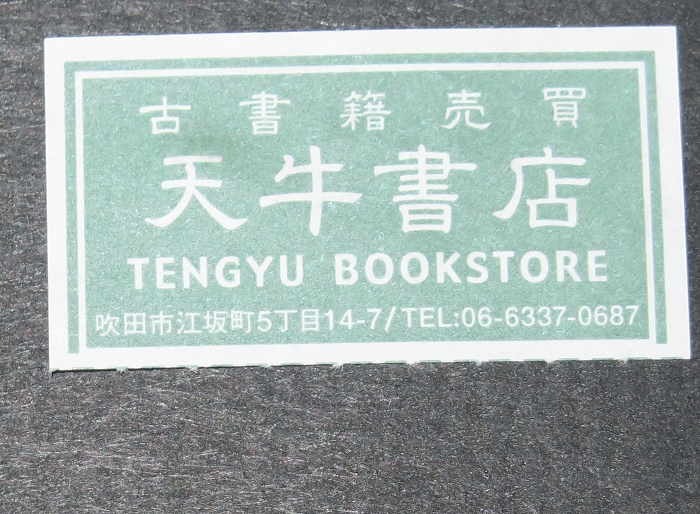 古書籍売買
天牛書店
TENGYU BOOKSTORE
吹田市江坂町5丁目14-7/TEL:06-6337-0687